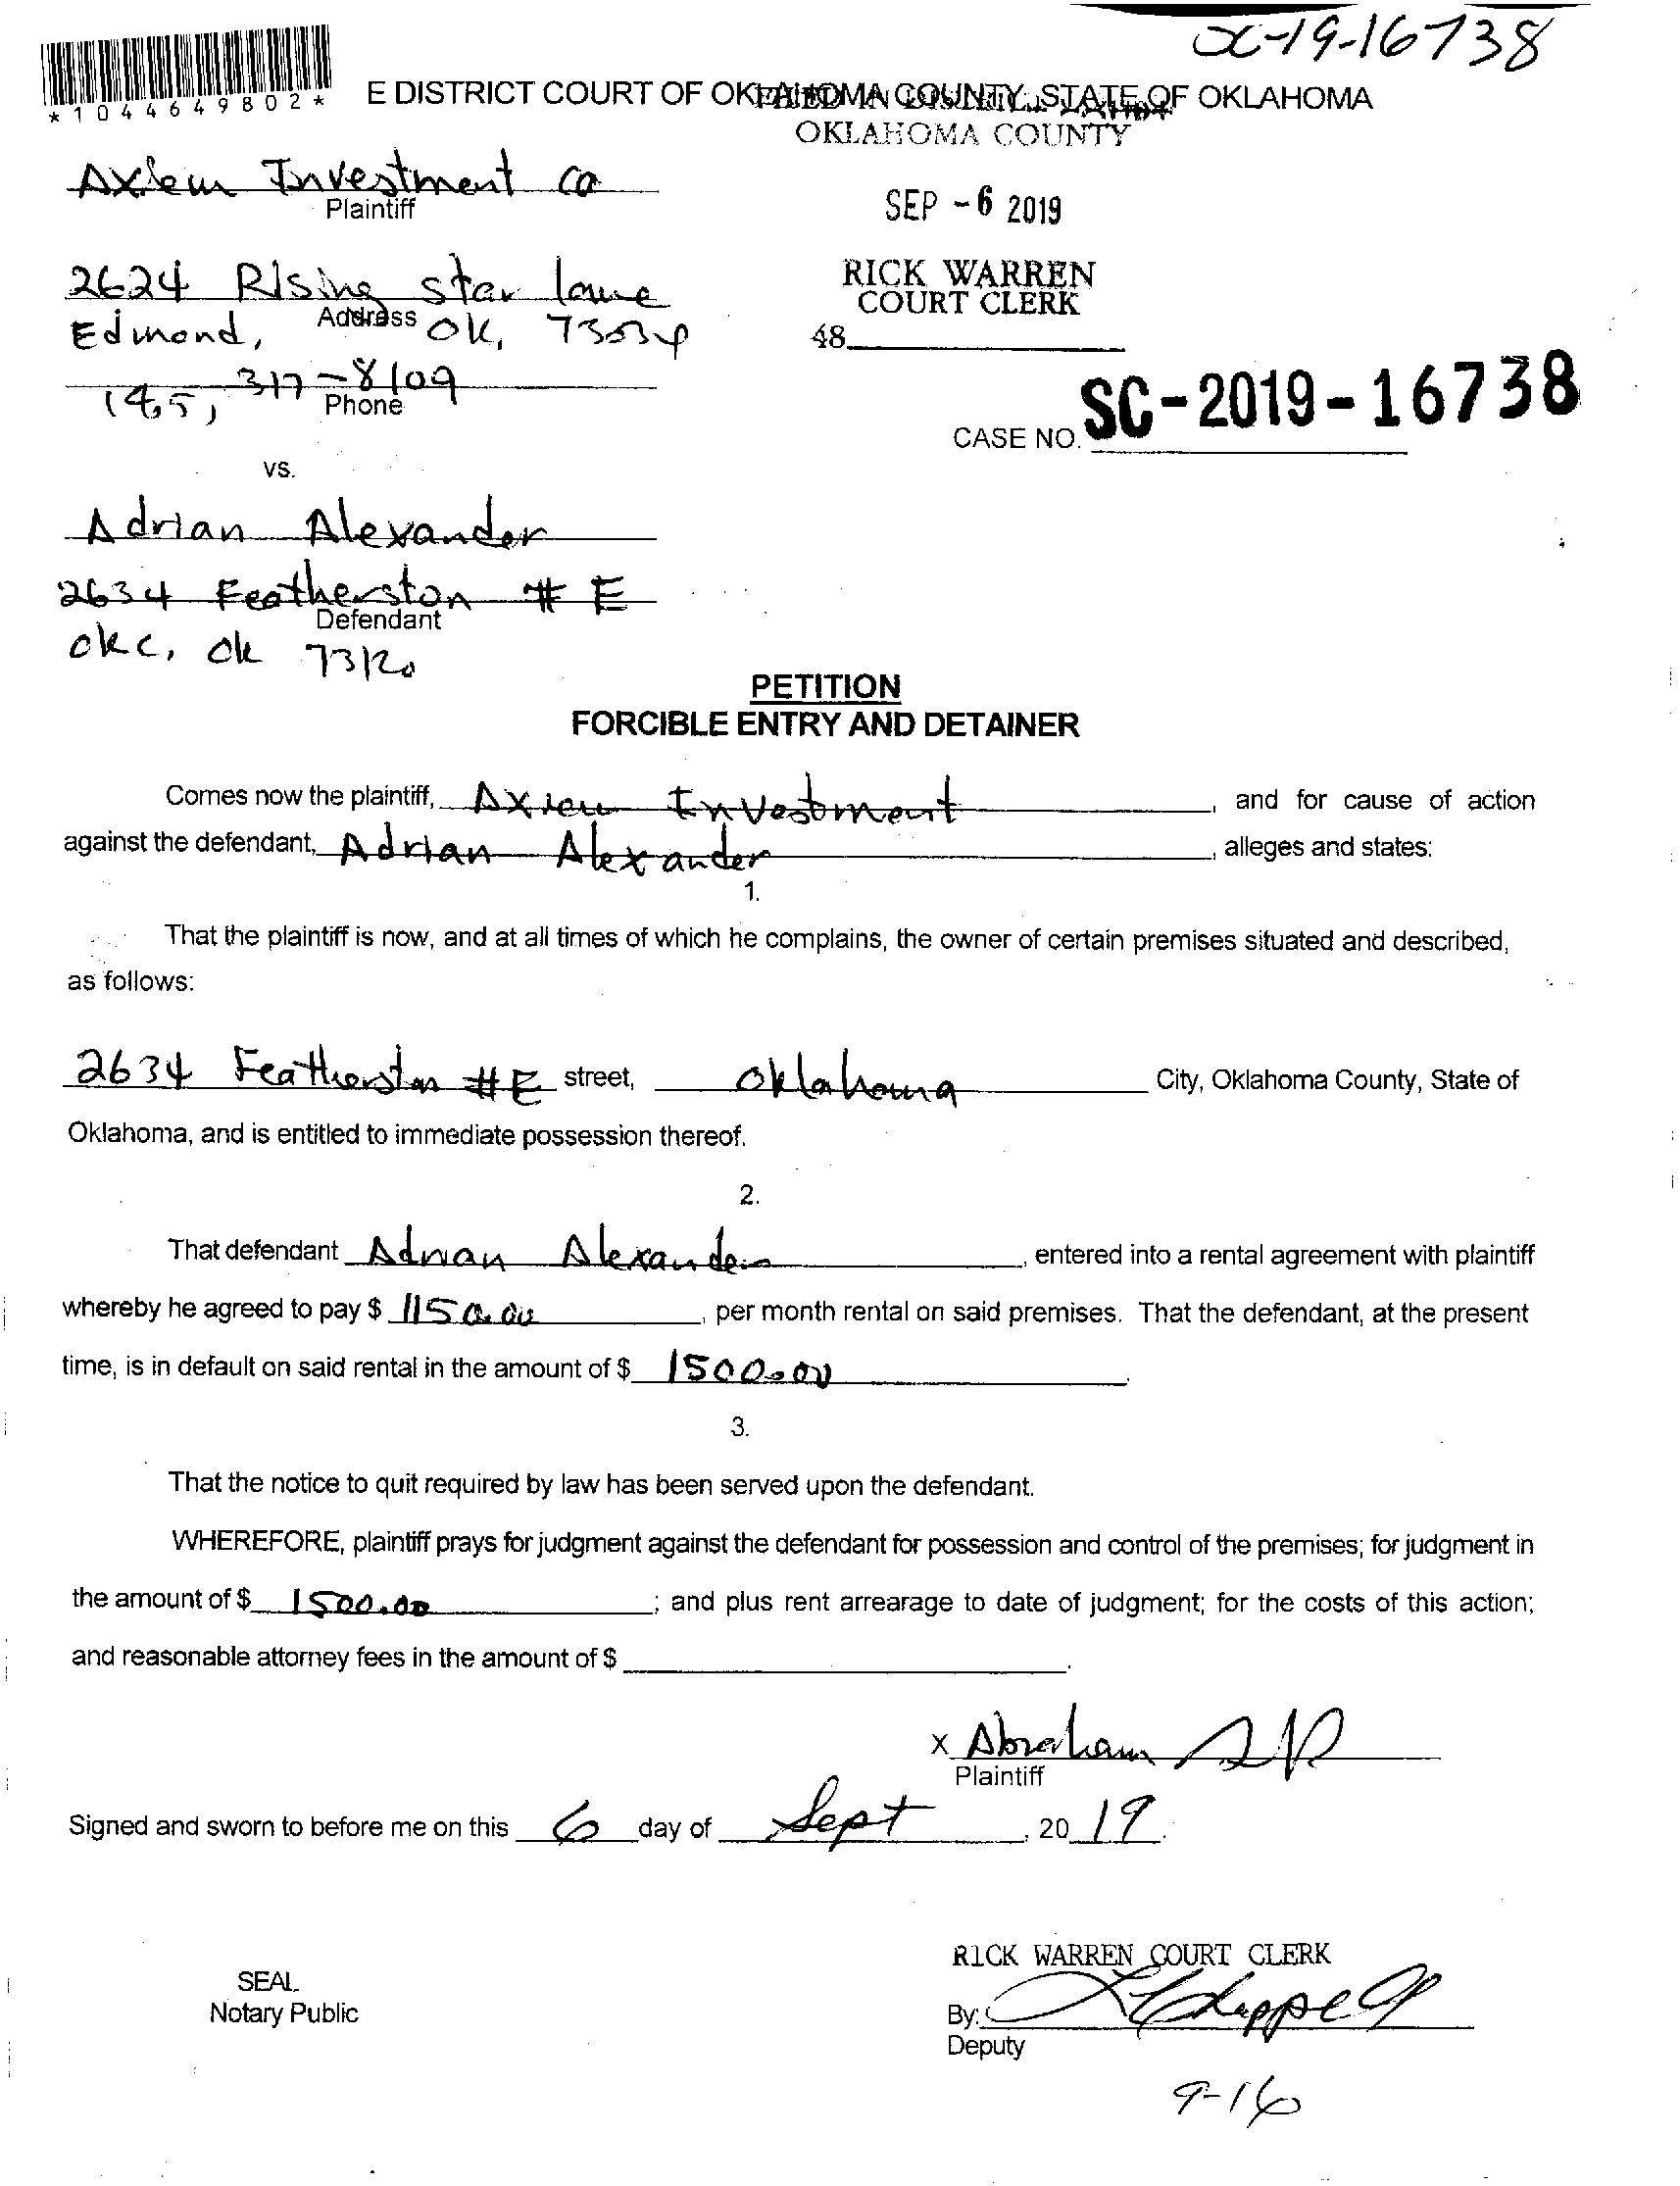 SC-19-16738
*1044649802*
E DISTRICT COURT OF OKLAHOMA COUNTY, STATE OF OKLAHOMA
OKLAHOMA COUNTY
Axiem Investment Co
Plaintiff
SEP -6 2019
2624 Rising star lane
Address
RICK WARREN
COURT CLERK
Edmond, OK, 73034
48
317-8109
Phone
CASE NO. SC-2019-16738
vs.
Adrian Alexander
2634 Featherston # E
Defendant
okc, ok 73120
PETITION
FORCIBLE ENTRY AND DETAINER
Comes now the plaintiff, Axiem Investment, and for cause of action
against the defendant, Adrian Alexander, alleges and states:
1.
That the plaintiff is now, and at all times of which he complains, the owner of certain premises situated and described,
as follows:
2634 Featherston #E street, Oklahoma City, Oklahoma County, State of
Oklahoma, and is entitled to immediate possession thereof.
2.
That defendant Adrian Alexander, entered into a rental agreement with plaintiff
whereby he agreed to pay $ 1150.00, per month rental on said premises. That the defendant, at the present
time, is in default on said rental in the amount of $ 1500.00.
3.
That the notice to quit required by law has been served upon the defendant.
WHEREFORE, plaintiff prays for judgment against the defendant for possession and control of the premises; for judgment in
the amount of $ 1500.00; and plus rent arrearage to date of judgment; for the costs of this action;
and reasonable attorney fees in the amount of $.
x Abraham
Plaintiff
Signed and sworn to before me on this 6 day of Sept, 20 19.
RICK WARREN COURT CLERK
SEAL
Notary Public
By:
Deputy
9-16